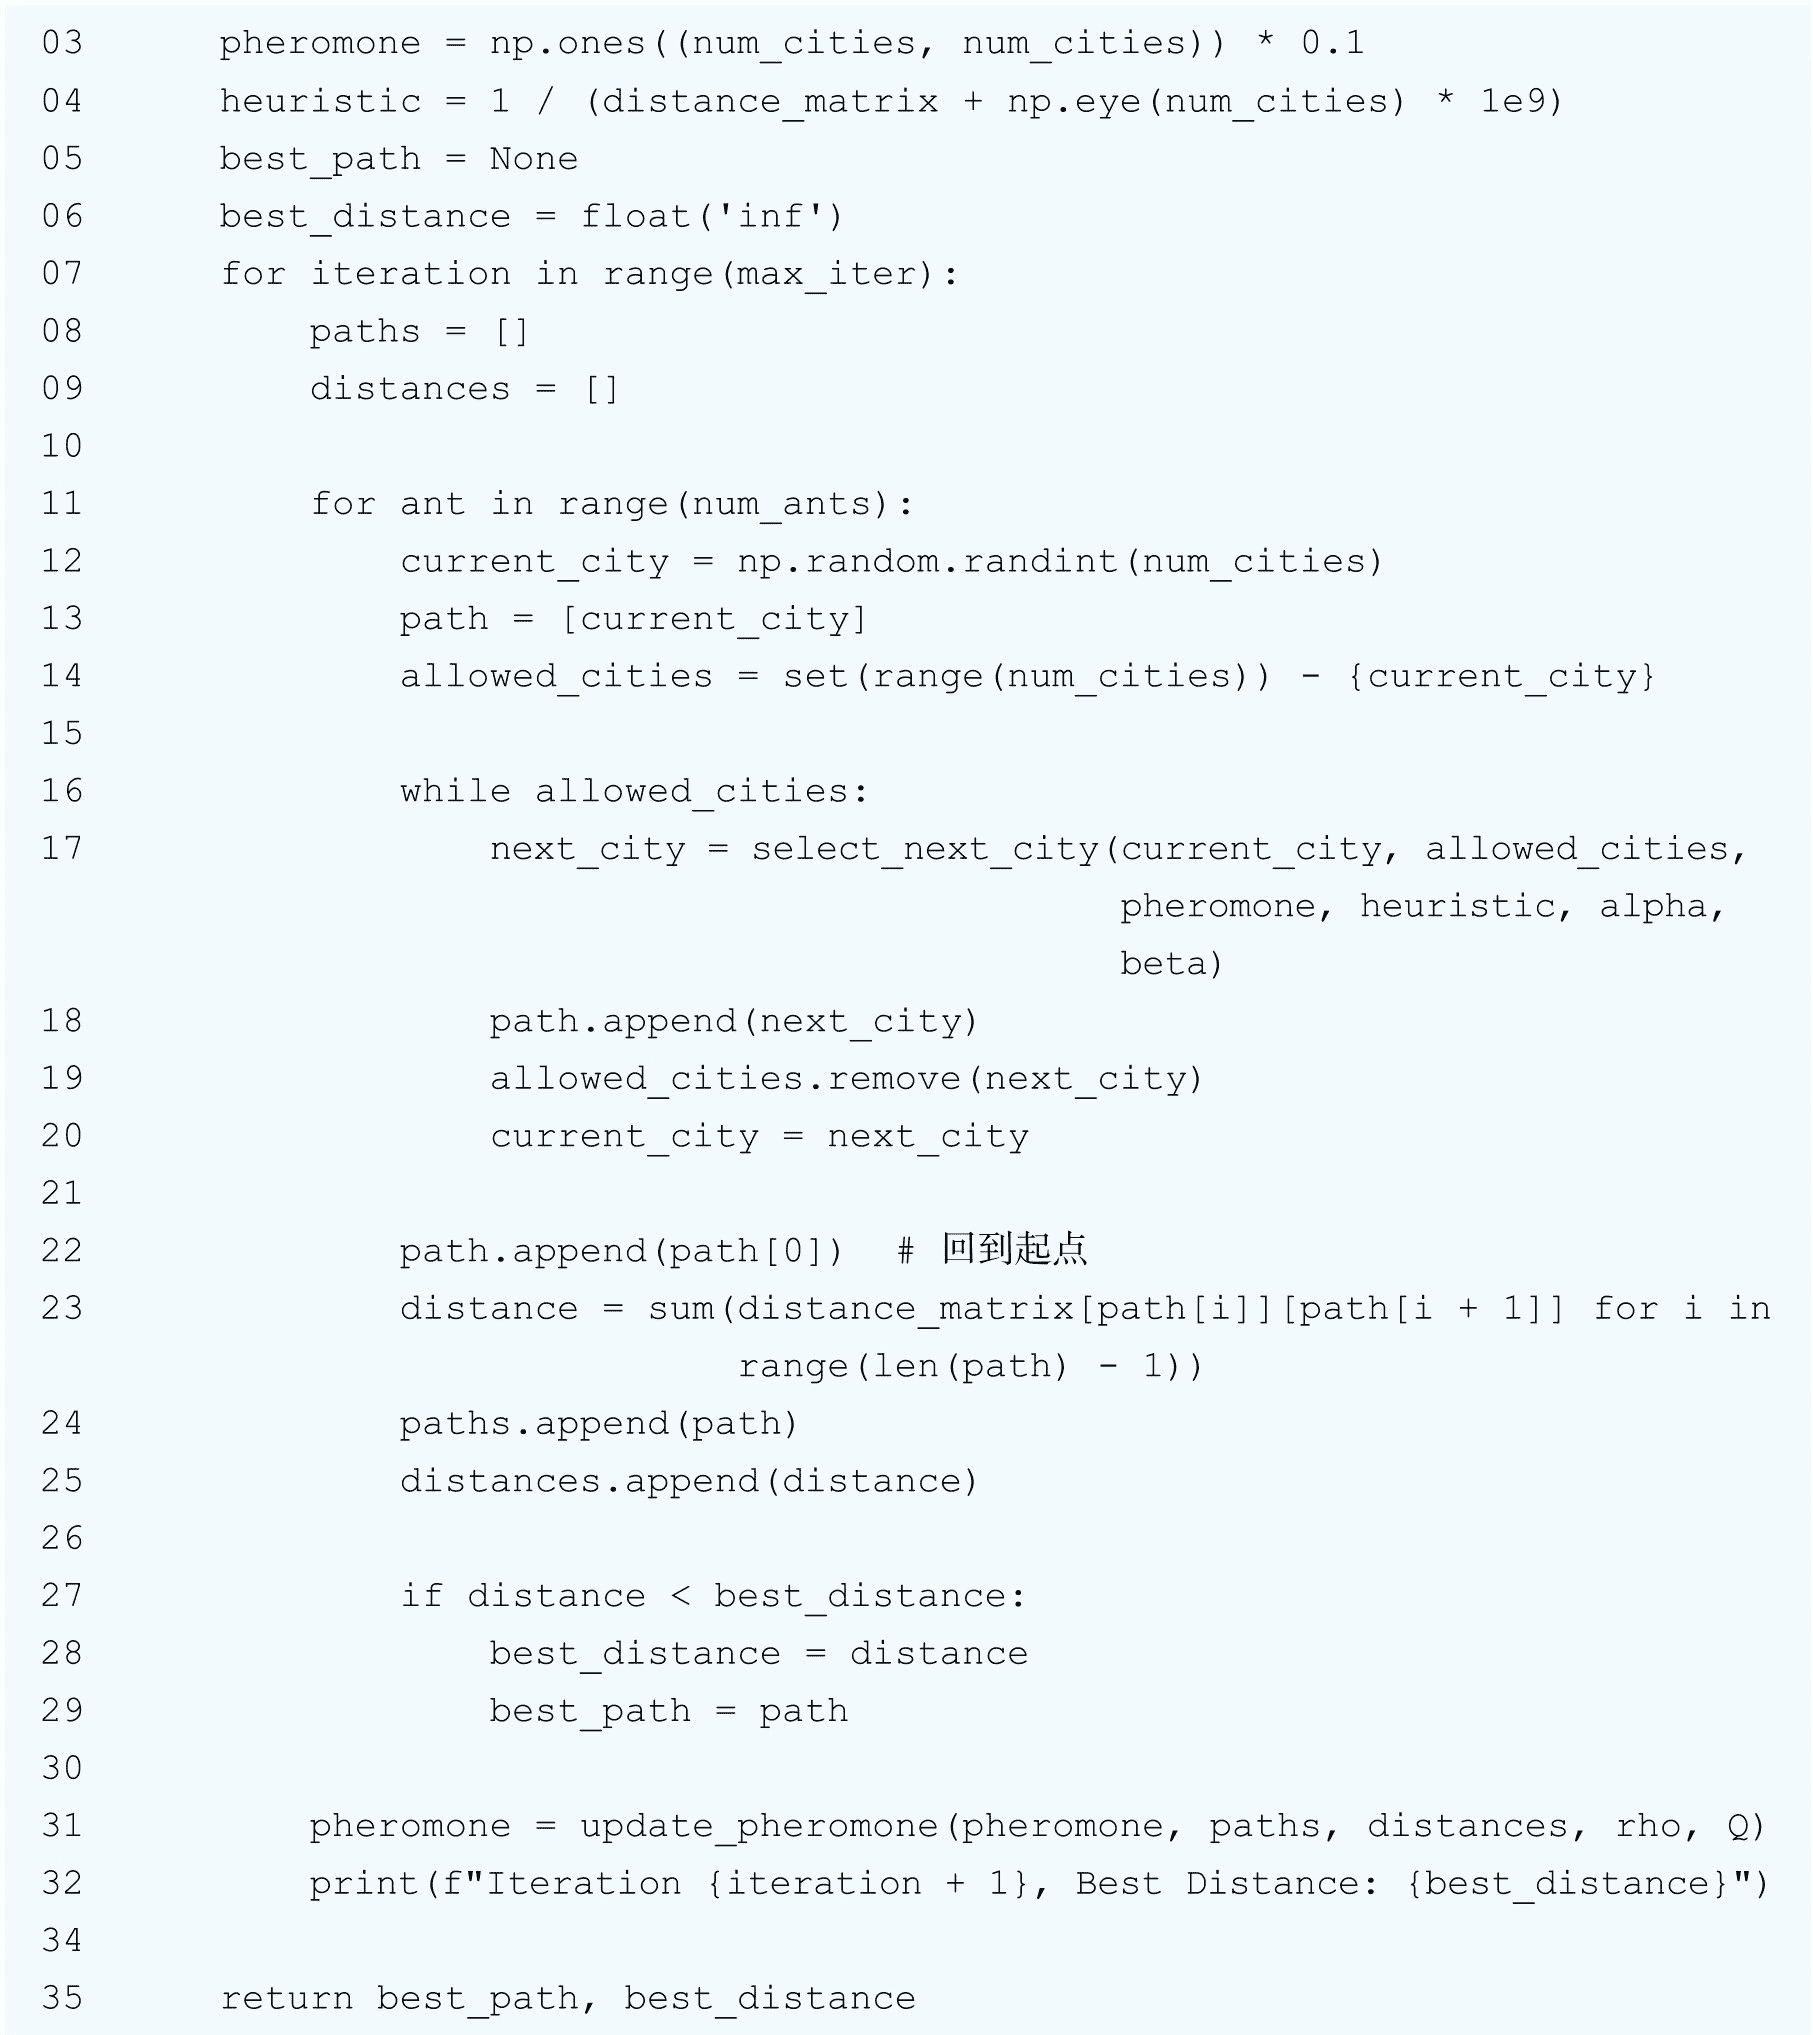 03      pheromone = np.ones((num_cities, num_cities)) * 0.1
04      heuristic = 1 / (distance_matrix + np.eye(num_cities) * 1e9)
05      best_path = None
06      best_distance = float('inf')
07      for iteration in range(max_iter):
08          paths = []
09          distances = []
10
11          for ant in range(num_ants):
12              current_city = np.random.randint(num_cities)
13              path = [current_city]
14              allowed_cities = set(range(num_cities)) - {current_city}
15
16              while allowed_cities:
17                  next_city = select_next_city(current_city, allowed_cities,
                                              pheromone, heuristic, alpha,
                                              beta)
18                  path.append(next_city)
19                  allowed_cities.remove(next_city)
20                  current_city = next_city
21
22              path.append(path[0])  # 回到起点
23              distance = sum(distance_matrix[path[i]][path[i + 1]] for i in
                             range(len(path) - 1))
24              paths.append(path)
25              distances.append(distance)
26
27              if distance < best_distance:
28                  best_distance = distance
29                  best_path = path
30
31          pheromone = update_pheromone(pheromone, paths, distances, rho, Q)
32          print(f"Iteration {iteration + 1}, Best Distance: {best_distance}")
34
35      return best_path, best_distance